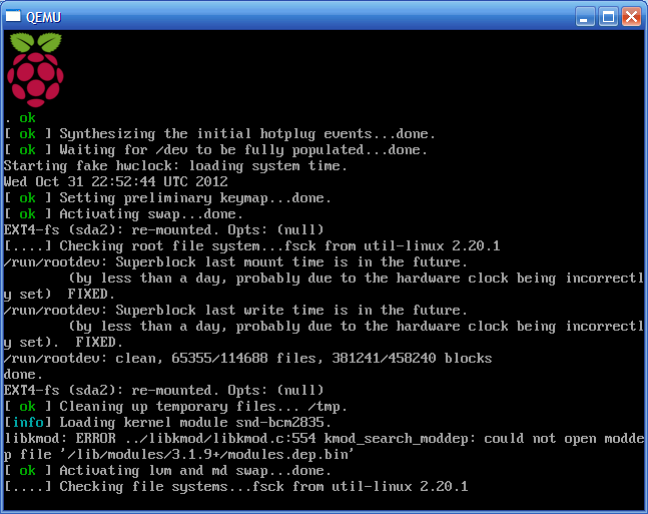 QEMU
. ok
[ ok ] Synthesizing the initial hotplug events...done.
[ ok ] Waiting for /dev to be fully populated...done.
Starting fake hwclock: loading system time.
Wed Oct 31 22:52:44 UTC 2012
[ ok ] Setting preliminary keymap...done.
[ ok ] Activating swap...done.
EXT4-fs (sda2): re-mounted. Opts: (null)
[....] Checking root file system...fsck from util-linux 2.20.1
/run/rootdev: Superblock last mount time is in the future.
        (by less than a day, probably due to the hardware clock being incorrectl
y set)  FIXED.
/run/rootdev: Superblock last write time is in the future.
        (by less than a day, probably due to the hardware clock being incorrectl
y set).  FIXED.
/run/rootdev: clean, 65355/114688 files, 381241/458240 blocks
done.
EXT4-fs (sda2): re-mounted. Opts: (null)
[ ok ] Cleaning up temporary files... /tmp.
[info] Loading kernel module snd-bcm2835.
libkmod: ERROR ../libkmod/libkmod.c:554 kmod_search_moddep: could not open modde
p file '/lib/modules/3.1.9+/modules.dep.bin'
[ ok ] Activating lvm and md swap...done.
[....] Checking file systems...fsck from util-linux 2.20.1